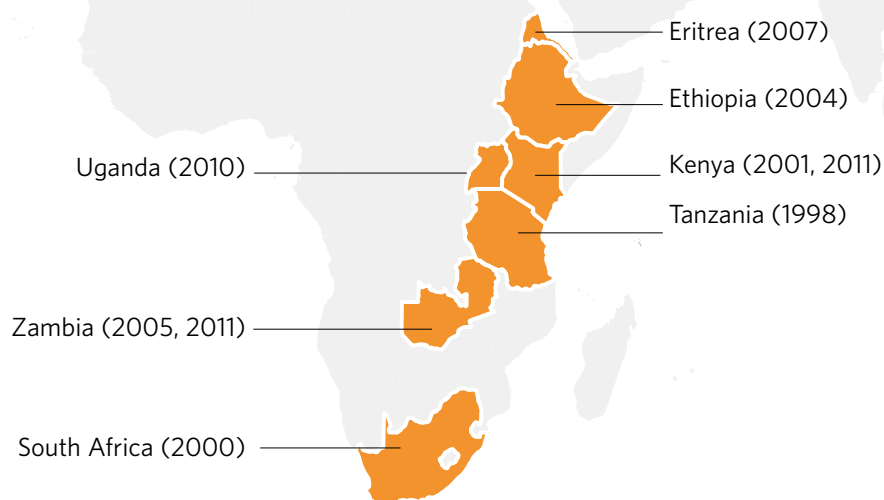 Eritrea (2007)
Ethiopia (2004)
Uganda (2010)
Kenya (2001, 2011)
Tanzania (1998)
Zambia (2005, 2011)
South Africa (2000)